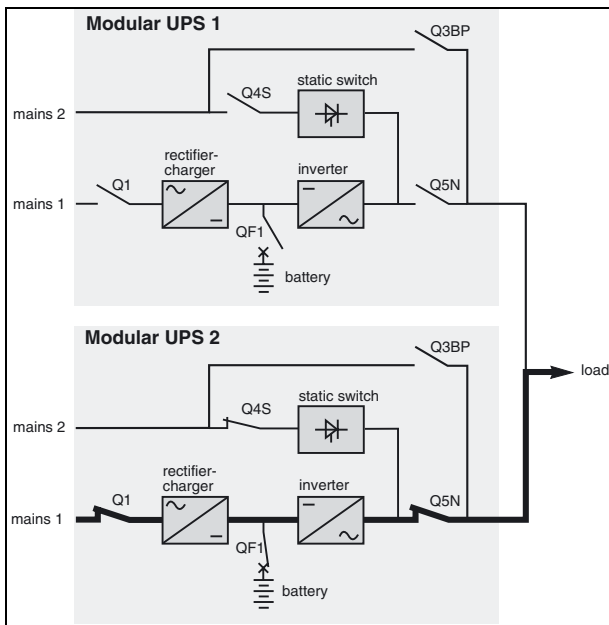 Modular UPS 1
Q3BP
Q4S
static switch
mains 2
rectifier-
charger
inverter
Q1
Q5N
mains 1
QF1
battery
Modular UPS 2
Q3BP
load
Q4S
static switch
mains 2
rectifier-
charger
inverter
Q1
Q5N
mains 1
QF1
battery